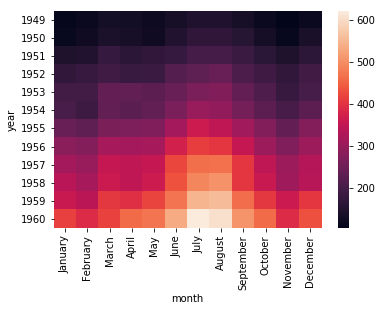 1949
1950
1951
1952
1953
1954
1955
1956
1957
1958
1959
1960
year
January
February
March
April
May
June
July
August
September
October
November
December
month
600
500
400
300
200